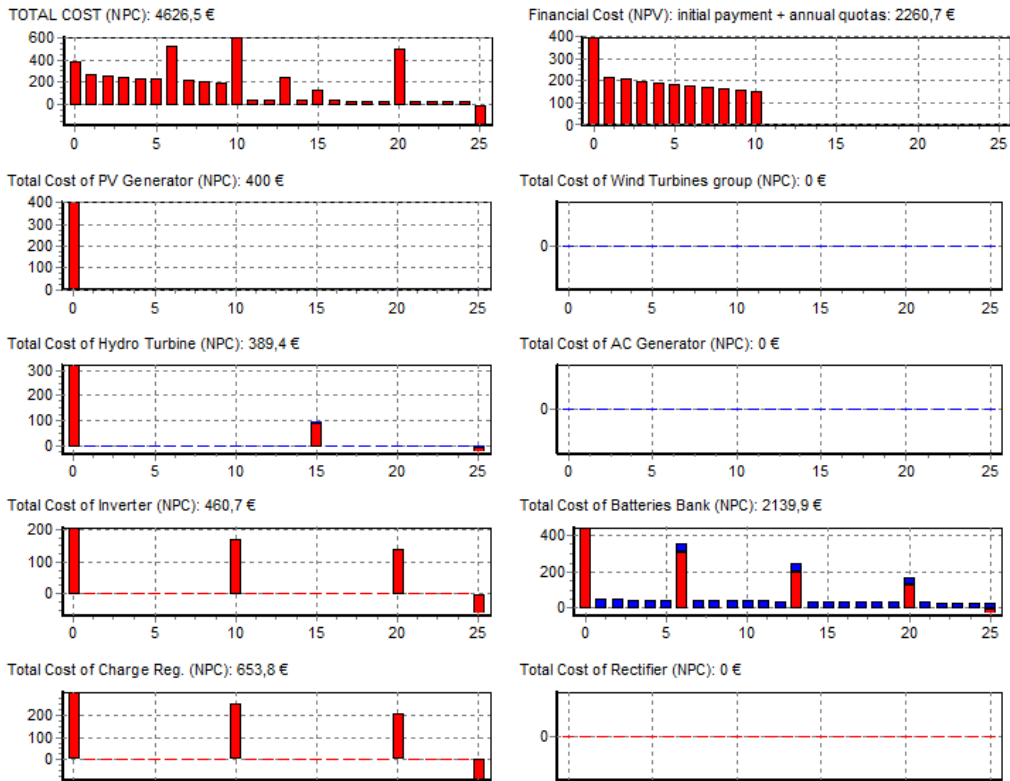 TOTAL COST (NPC): 4626,5 €
600
400
200
0
0 5 10 15 20 25
Financial Cost (NPV): initial payment + annual quotas: 2260,7 €
400
300
200
100
0
0 5 10 15 20 25
Total Cost of PV Generator (NPC): 400 €
400
300
200
100
0
0 5 10 15 20 25
Total Cost of Wind Turbines group (NPC): 0 €
0
0 5 10 15 20 25
Total Cost of Hydro Turbine (NPC): 389,4 €
300
200
100
0
0 5 10 15 20 25
Total Cost of AC Generator (NPC): 0 €
0
0 5 10 15 20 25
Total Cost of Inverter (NPC): 460,7 €
200
100
0
0 5 10 15 20 25
Total Cost of Batteries Bank (NPC): 2139,9 €
400
200
0
0 5 10 15 20 25
Total Cost of Charge Reg. (NPC): 653,8 €
200
100
0
Total Cost of Rectifier (NPC): 0 €
0